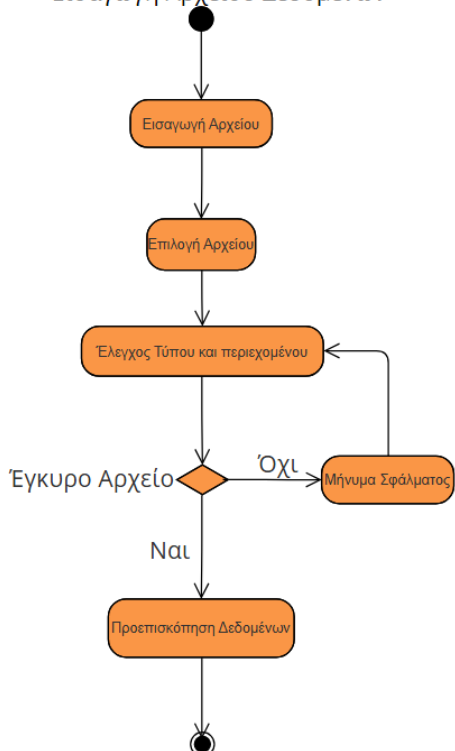 Εισαγωγή Αρχείου
Επιλογή Αρχείου
Έλεγχος Τύπου και περιεχομένου
Έγκυρο Αρχείο
Όχι
Μήνυμα Σφάλματος
Ναι
Προεπισκόπηση Δεδομένων